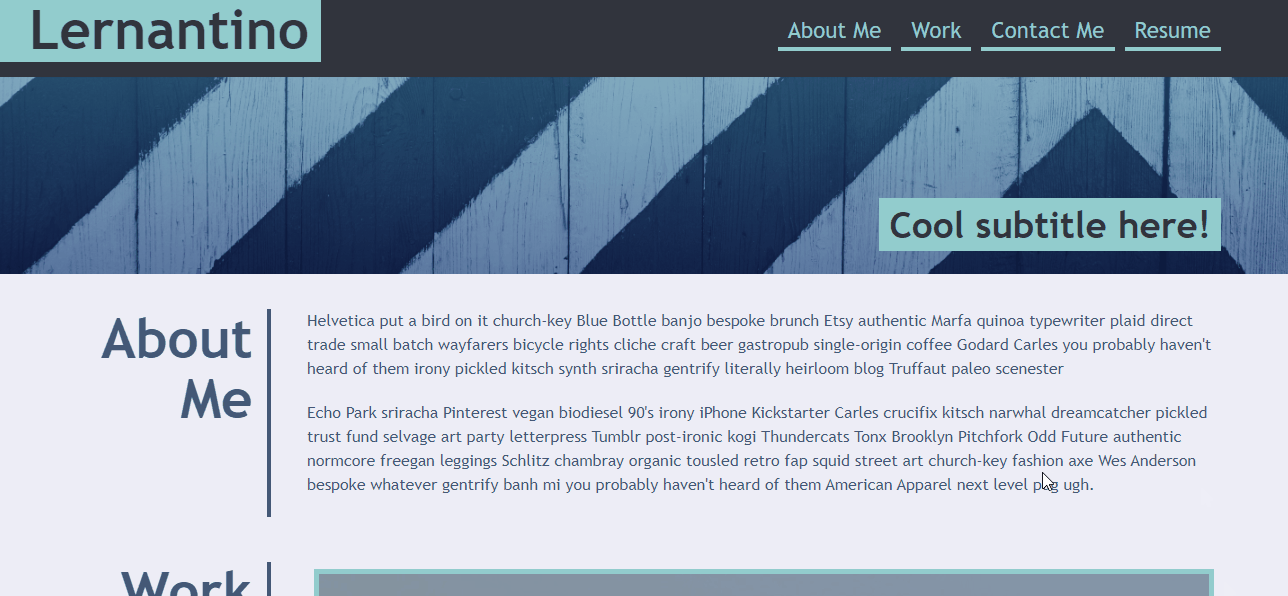 Lernantino
About Me Work Contact Me Resume
Cool subtitle here!
About
Me
Helvetica put a bird on it church-key Blue Bottle banjo bespoke brunch Etsy authentic Marfa quinoa typewriter plaid direct
trade small batch wayfarers bicycle rights cliche craft beer gastropub single-origin coffee Godard Carles you probably haven't
heard of them irony pickled kitsch synth sriracha gentrify literally heirloom blog Truffaut paleo scenester
Echo Park sriracha Pinterest vegan biodiesel 90's irony iPhone Kickstarter Carles crucifix kitsch narwhal dreamcatcher pickled
trust fund selvage art party letterpress Tumblr post-ironic kogi Thundercats Tonx Brooklyn Pitchfork Odd Future authentic
normcore freegan leggings Schlitz chambray organic tousled retro fap squid street art church-key fashion axe Wes Anderson
bespoke whatever gentrify banh mi you probably haven't heard of them American Apparel next level ugh.
Work